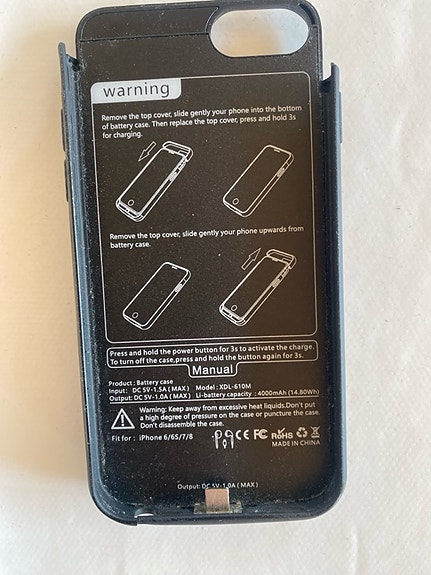 warning
Remove the top cover, slide gently your phone into the bottom
of battery case. Then replace the top cover, press and hold 3s
for charging.
Remove the top cover, slide gently your phone upwards from
battery case.
Press and hold the power button for 3s to activate the charge.
To turn off the case,press and hold the button again for 3s.
Manual
Product : Battery case
Input: DC 5V-1.5A ( MAX ) Model : XDL-610M
Output: DC 5V-1.0A ( MAX ) Li-battery capacity : 4000mAh (14.80Wh)
Warning: Keep away from excessive heat liquids.Don't put
a high degree of pressure on the case or puncture the case.
Don't disassemble the case.
Fit for : iPhone 6/6S/7/8 CE FC RoHS
MADE IN CHINA
Output: DC 5V-1.0A ( MAX )